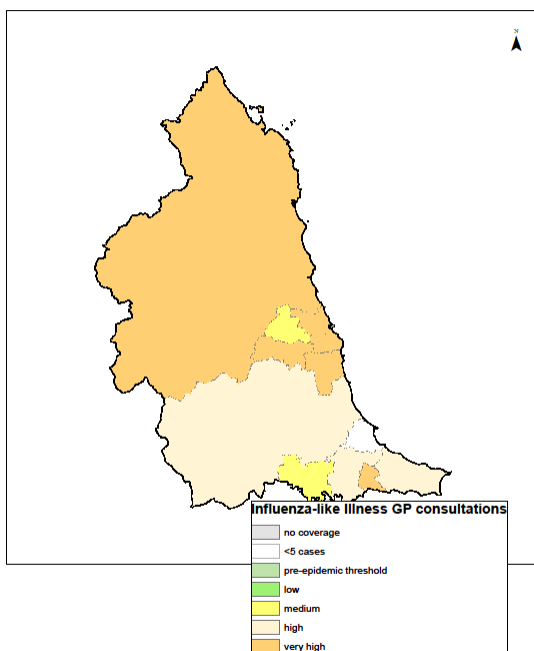 N
Influenza-like Illness GP consultations
no coverage
<5 cases
pre-epidemic threshold
low
medium
high
very high